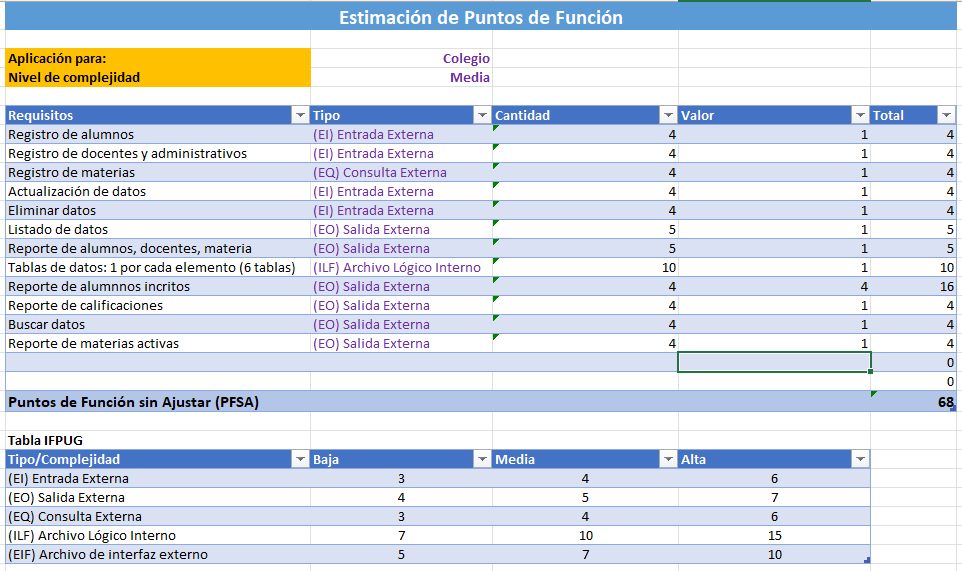 Estimación de Puntos de Función
Aplicación para: Colegio
Nivel de complejidad Media
Requisitos Tipo Cantidad Valor Total
Registro de alumnos (EI) Entrada Externa 4 1 4
Registro de docentes y administrativos (EI) Entrada Externa 4 1 4
Registro de materias (EQ) Consulta Externa 4 1 4
Actualización de datos (EI) Entrada Externa 4 1 4
Eliminar datos (EI) Entrada Externa 4 1 4
Listado de datos (EO) Salida Externa 5 1 5
Reporte de alumnos, docentes, materia (EO) Salida Externa 5 1 5
Tablas de datos: 1 por cada elemento (6 tablas) (ILF) Archivo Lógico Interno 10 1 10
Reporte de alumnnos incritos (EO) Salida Externa 4 4 16
Reporte de calificaciones (EO) Salida Externa 4 1 4
Buscar datos (EO) Salida Externa 4 1 4
Reporte de materias activas (EO) Salida Externa 4 1 4
0
0
Puntos de Función sin Ajustar (PFSA) 68
Tabla IFPUG
Tipo/Complejidad Baja Media Alta
(EI) Entrada Externa 3 4 6
(EO) Salida Externa 4 5 7
(EQ) Consulta Externa 3 4 6
(ILF) Archivo Lógico Interno 7 10 15
(EIF) Archivo de interfaz externo 5 7 10